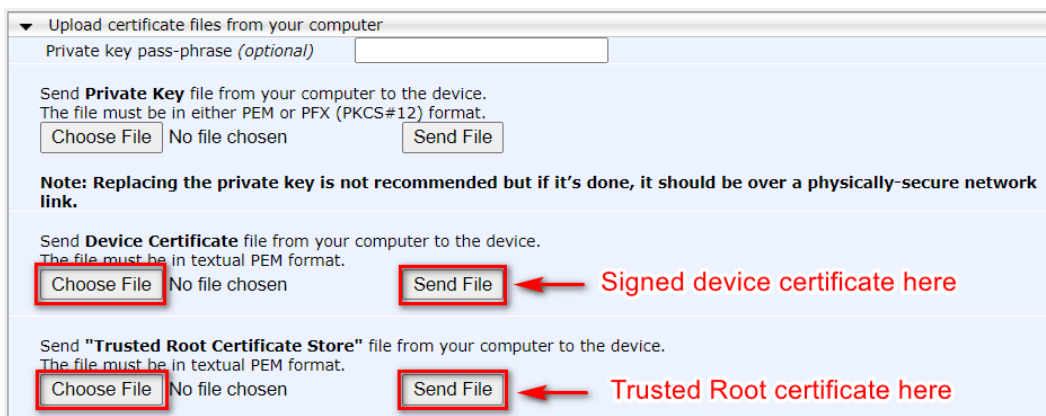 Upload certificate files from your computer
Private key pass-phrase (optional)
Send Private Key file from your computer to the device.
The file must be in either PEM or PFX (PKCS#12) format.
Choose File No file chosen Send File
Note: Replacing the private key is not recommended but if it's done, it should be over a physically-secure network
link.
Send Device Certificate file from your computer to the device.
The file must be in textual PEM format.
Choose File No file chosen Send File Signed device certificate here
Send "Trusted Root Certificate Store" file from your computer to the device.
The file must be in textual PEM format.
Choose File No file chosen Send File Trusted Root certificate here